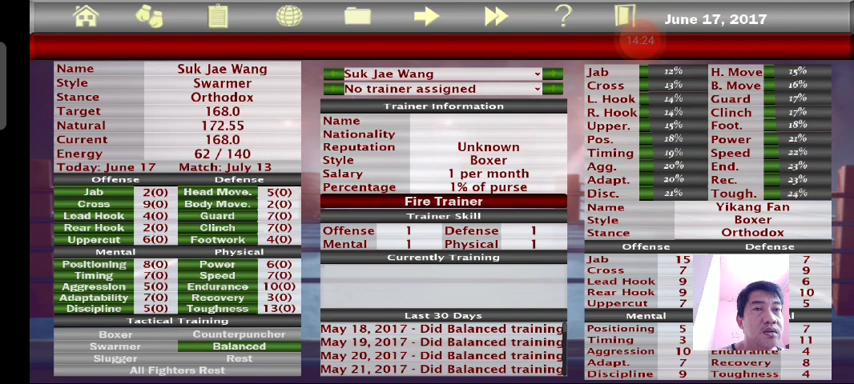 June 17, 2017
14:24
Name Suk Jae Wang
Style Swarmer
Stance Orthodox
Target 168.0
Natural 172.55
Current 168.0
Energy 62 / 140
Today: June 17 Match: July 13
Offense Defense
Jab 2(0) Head Move. 5(0)
Cross 9(0) Body Move. 2(0)
Lead Hook 4(0) Guard 7(0)
Rear Hook 2(0) Clinch 7(0)
Uppercut 6(0) Footwork 4(0)
Mental Physical
Positioning 8(0) Power 6(0)
Timing 7(0) Speed 7(0)
Aggression 5(0) Endurance 10(0)
Adaptability 7(0) Recovery 3(0)
Discipline 5(0) Toughness 13(0)
Tactical Training
Boxer Counterpuncher
Swarmer Balanced
Slugger Rest
All Fighters Rest
Suk Jae Wang
No trainer assigned
Trainer Information
Name
Nationality
Reputation Unknown
Style Boxer
Salary 1 per month
Percentage 1% of purse
Fire Trainer
Trainer Skill
Offense 1 Defense 1
Mental 1 Physical 1
Currently Training
Last 30 Days
May 18, 2017 - Did Balanced training
May 19, 2017 - Did Balanced training
May 20, 2017 - Did Balanced training
May 21, 2017 - Did Balanced training
Jab 12% H. Move 15%
Cross 13% B. Move 16%
L. Hook 14% Guard 17%
R. Hook 14% Clinch 17%
Upper. 15% Foot. 18%
Pos. 18% Power 21%
Timing 19% Speed 22%
Agg. 20% End. 23%
Adapt. 20% Rec. 23%
Disc. 21% Tough. 24%
Name Yikang Fan
Style Boxer
Stance Orthodox
Offense Defense
Jab 15 7
Cross 7 9
Lead Hook 9 6
Rear Hook 9 10
Uppercut 7 5
Mental
Positioning 5 7
Timing 3 11
Aggression 10 Endurance 4
Adapt. 7 Recovery 8
Discipline 9 Toughness 4